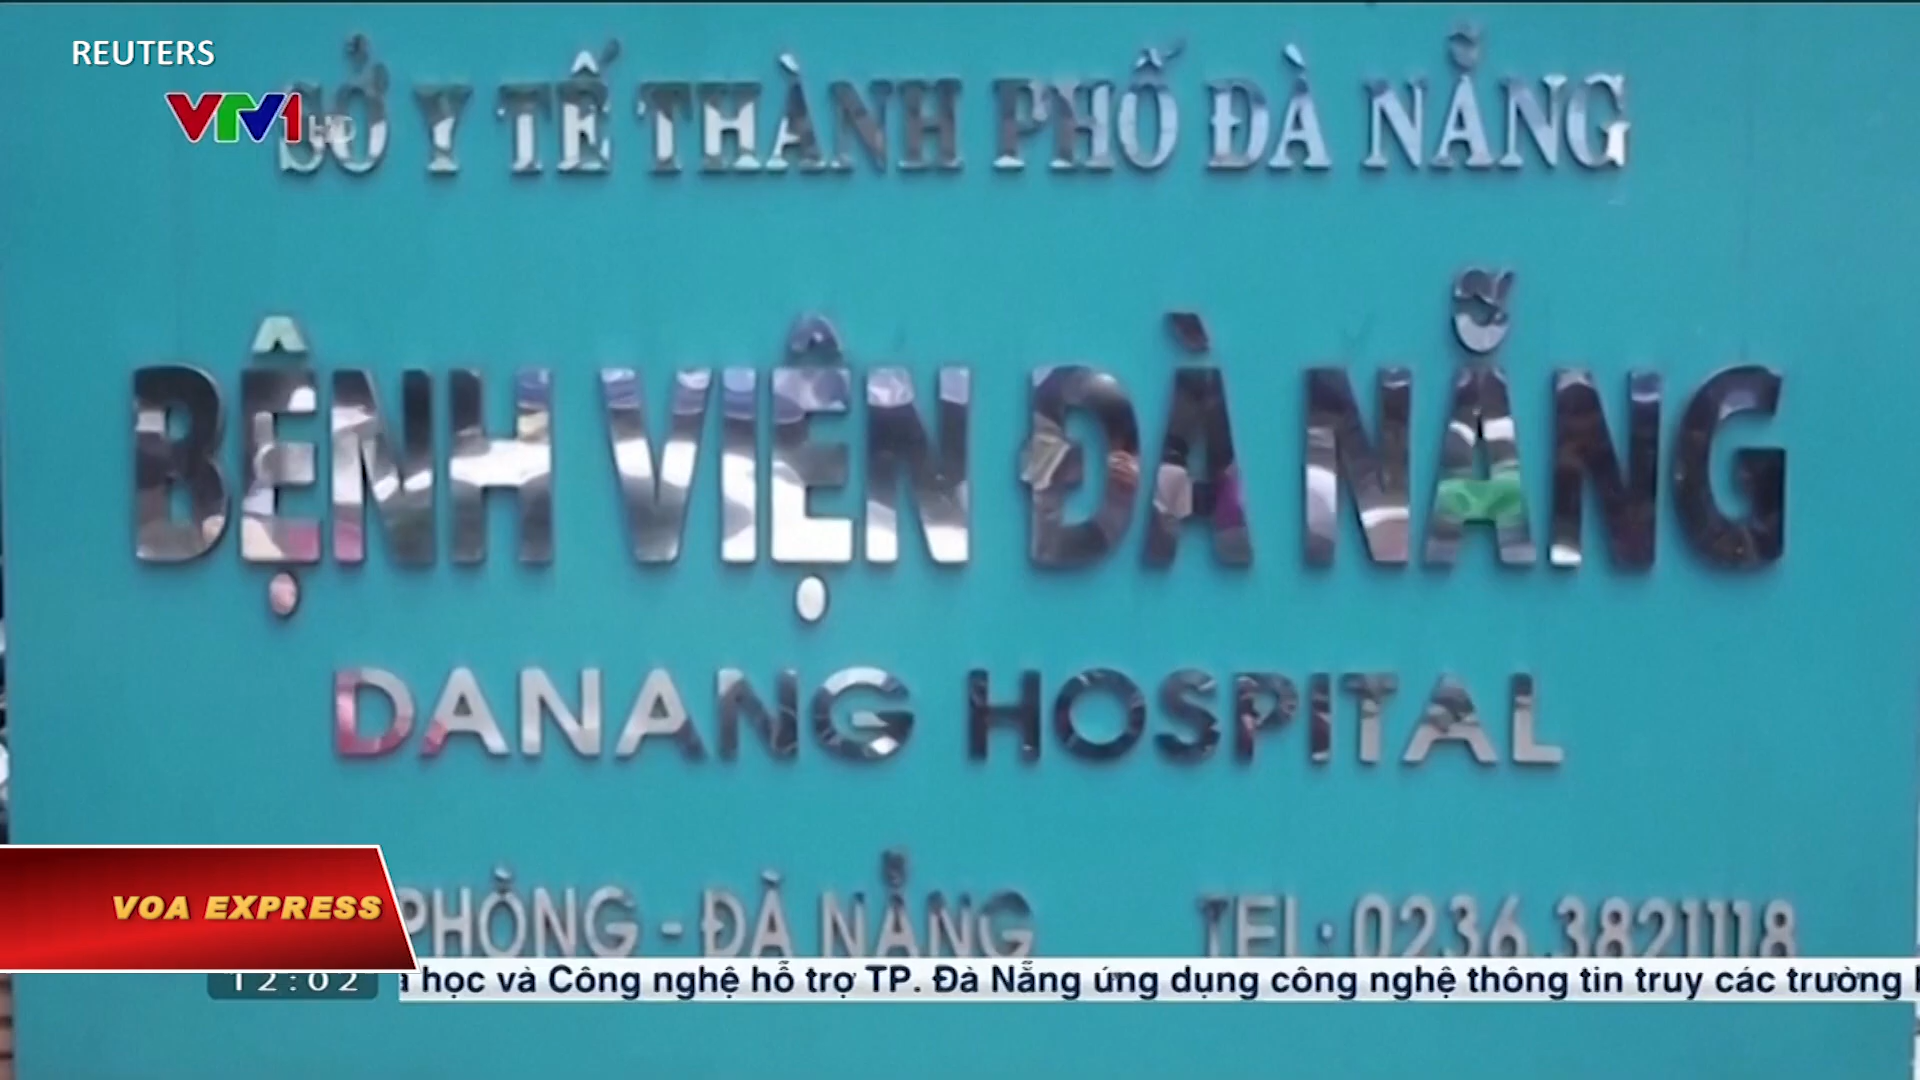 REUTERS
VTV1 HD
SỞ Y TẾ THÀNH PHỐ ĐÀ NẴNG
BỆNH VIỆN ĐÀ NẴNG
DANANG HOSPITAL
PHÒNG - ĐÀ NẴNG TEL: 0236.3821118
VOA EXPRESS
12:02 học và Công nghệ hỗ trợ TP. Đà Nẵng ứng dụng công nghệ thông tin truy các trường